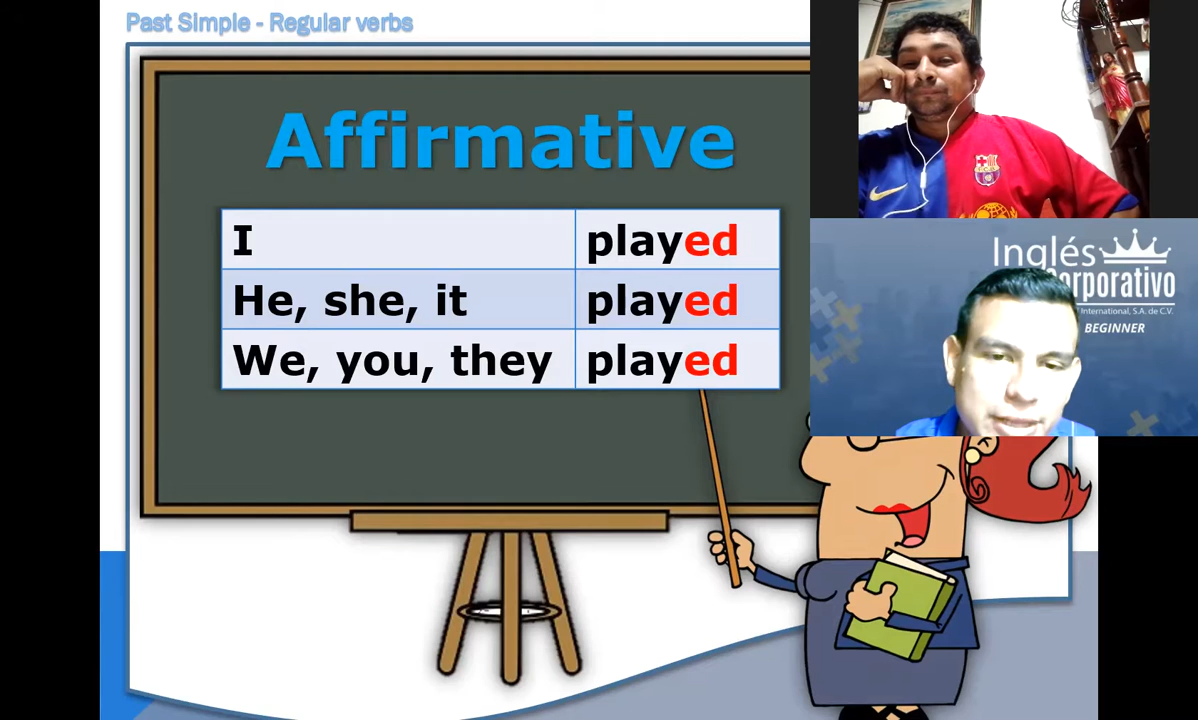 Past Simple - Regular verbs
Affirmative
I played
He, she, it played
We, you, they played
Inglés
Corporativo
International, S.A. de C.V.
BEGINNER